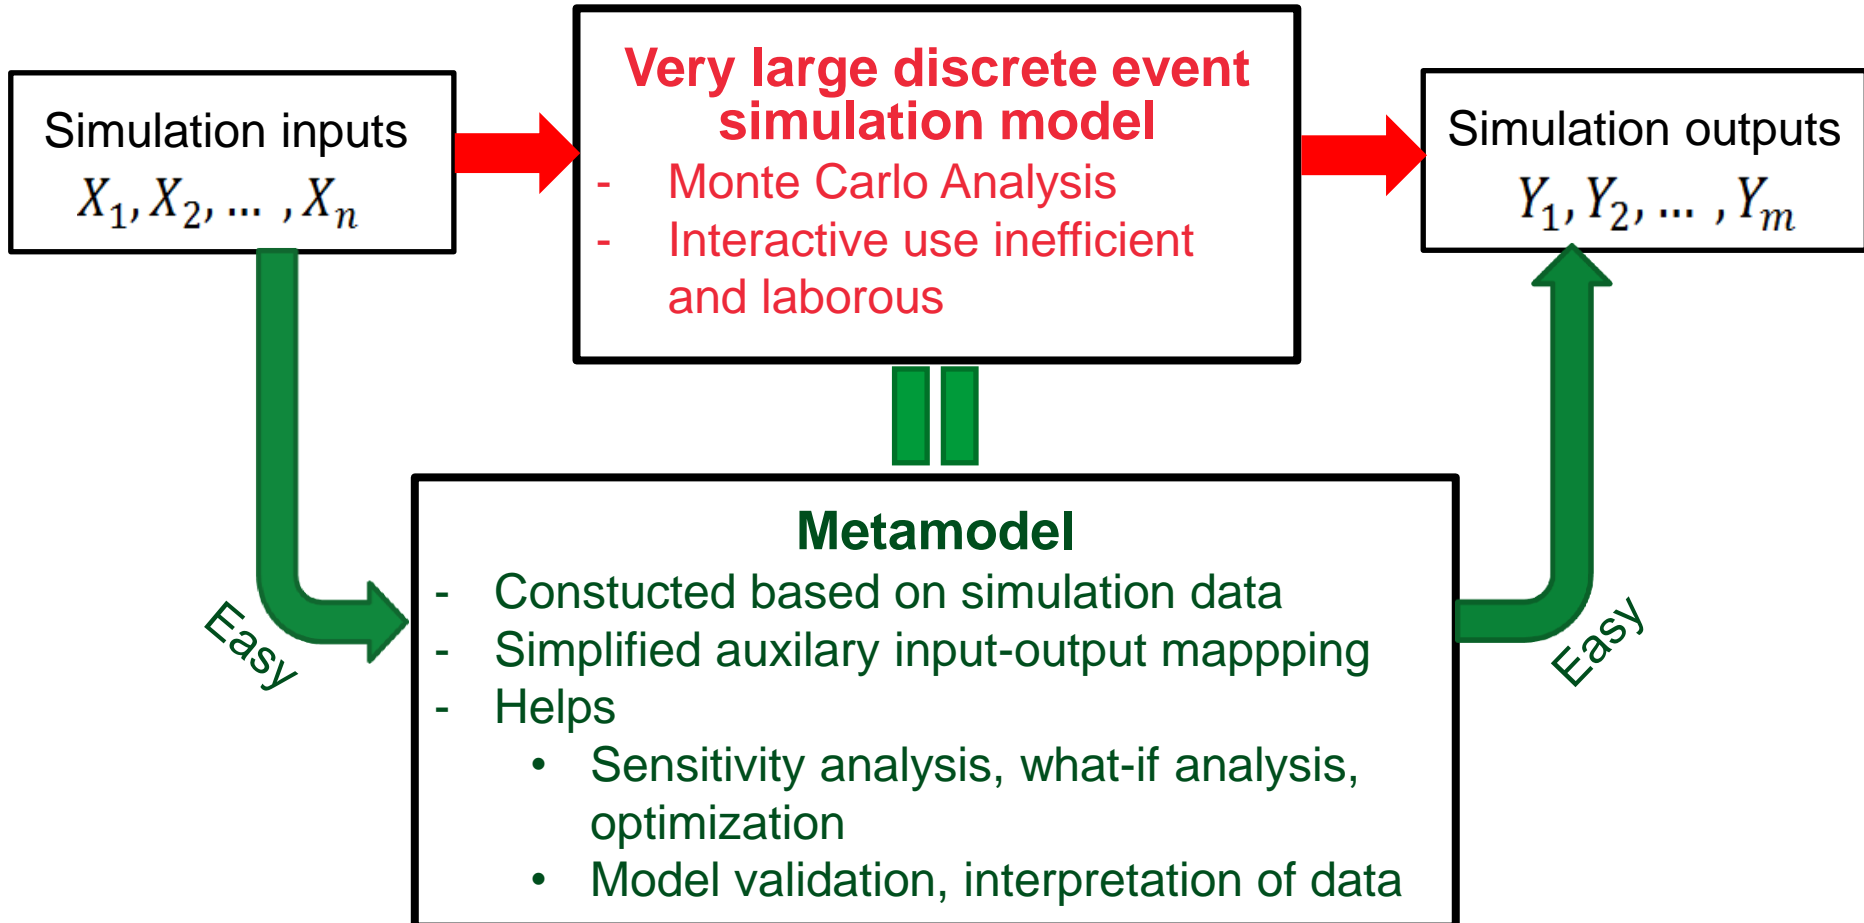 Simulation inputs
X₁, X₂, … , Xₙ
Very large discrete event
simulation model
- Monte Carlo Analysis
- Interactive use inefficient
and laborous
Simulation outputs
Y₁, Y₂, … , Yₘ
Easy
Metamodel
- Constucted based on simulation data
- Simplified auxilary input-output mappping
- Helps
• Sensitivity analysis, what-if analysis,
optimization
• Model validation, interpretation of data
Easy